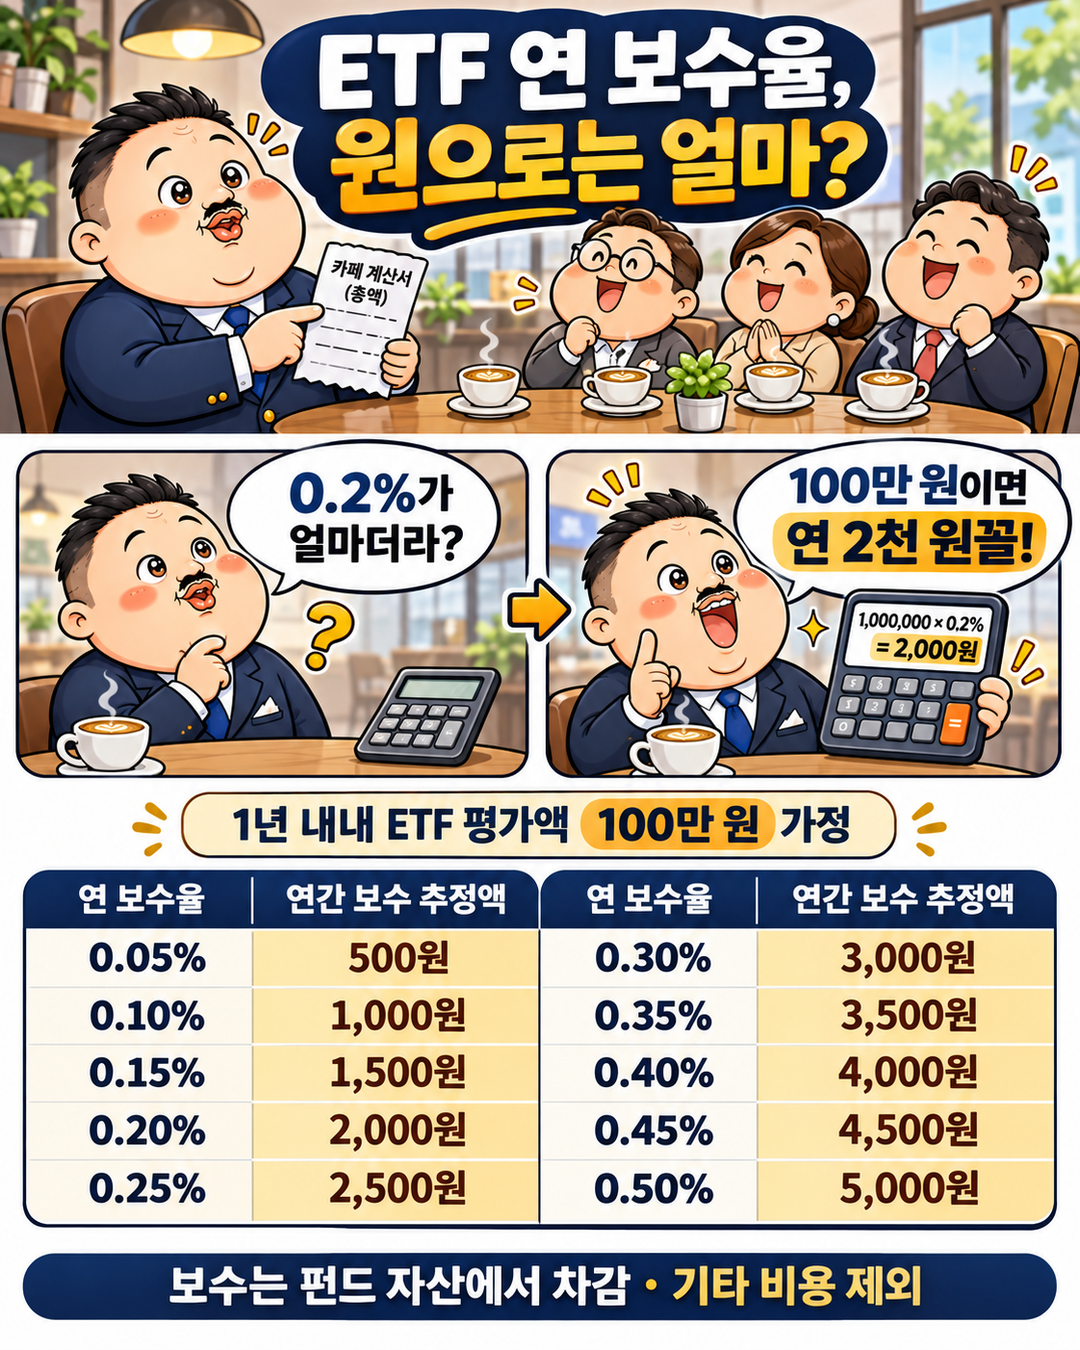 ETF 연 보수율,
원으로는 얼마?
카페 계산서
(총액)
0.2%가
얼마더라?
?
100만 원이면
연 2천 원꼴!
1,000,000 × 0.2%
= 2,000원
1년 내내 ETF 평가액 100만 원 가정
연 보수율 연간 보수 추정액 연 보수율 연간 보수 추정액
0.05% 500원 0.30% 3,000원
0.10% 1,000원 0.35% 3,500원
0.15% 1,500원 0.40% 4,000원
0.20% 2,000원 0.45% 4,500원
0.25% 2,500원 0.50% 5,000원
보수는 펀드 자산에서 차감 · 기타 비용 제외